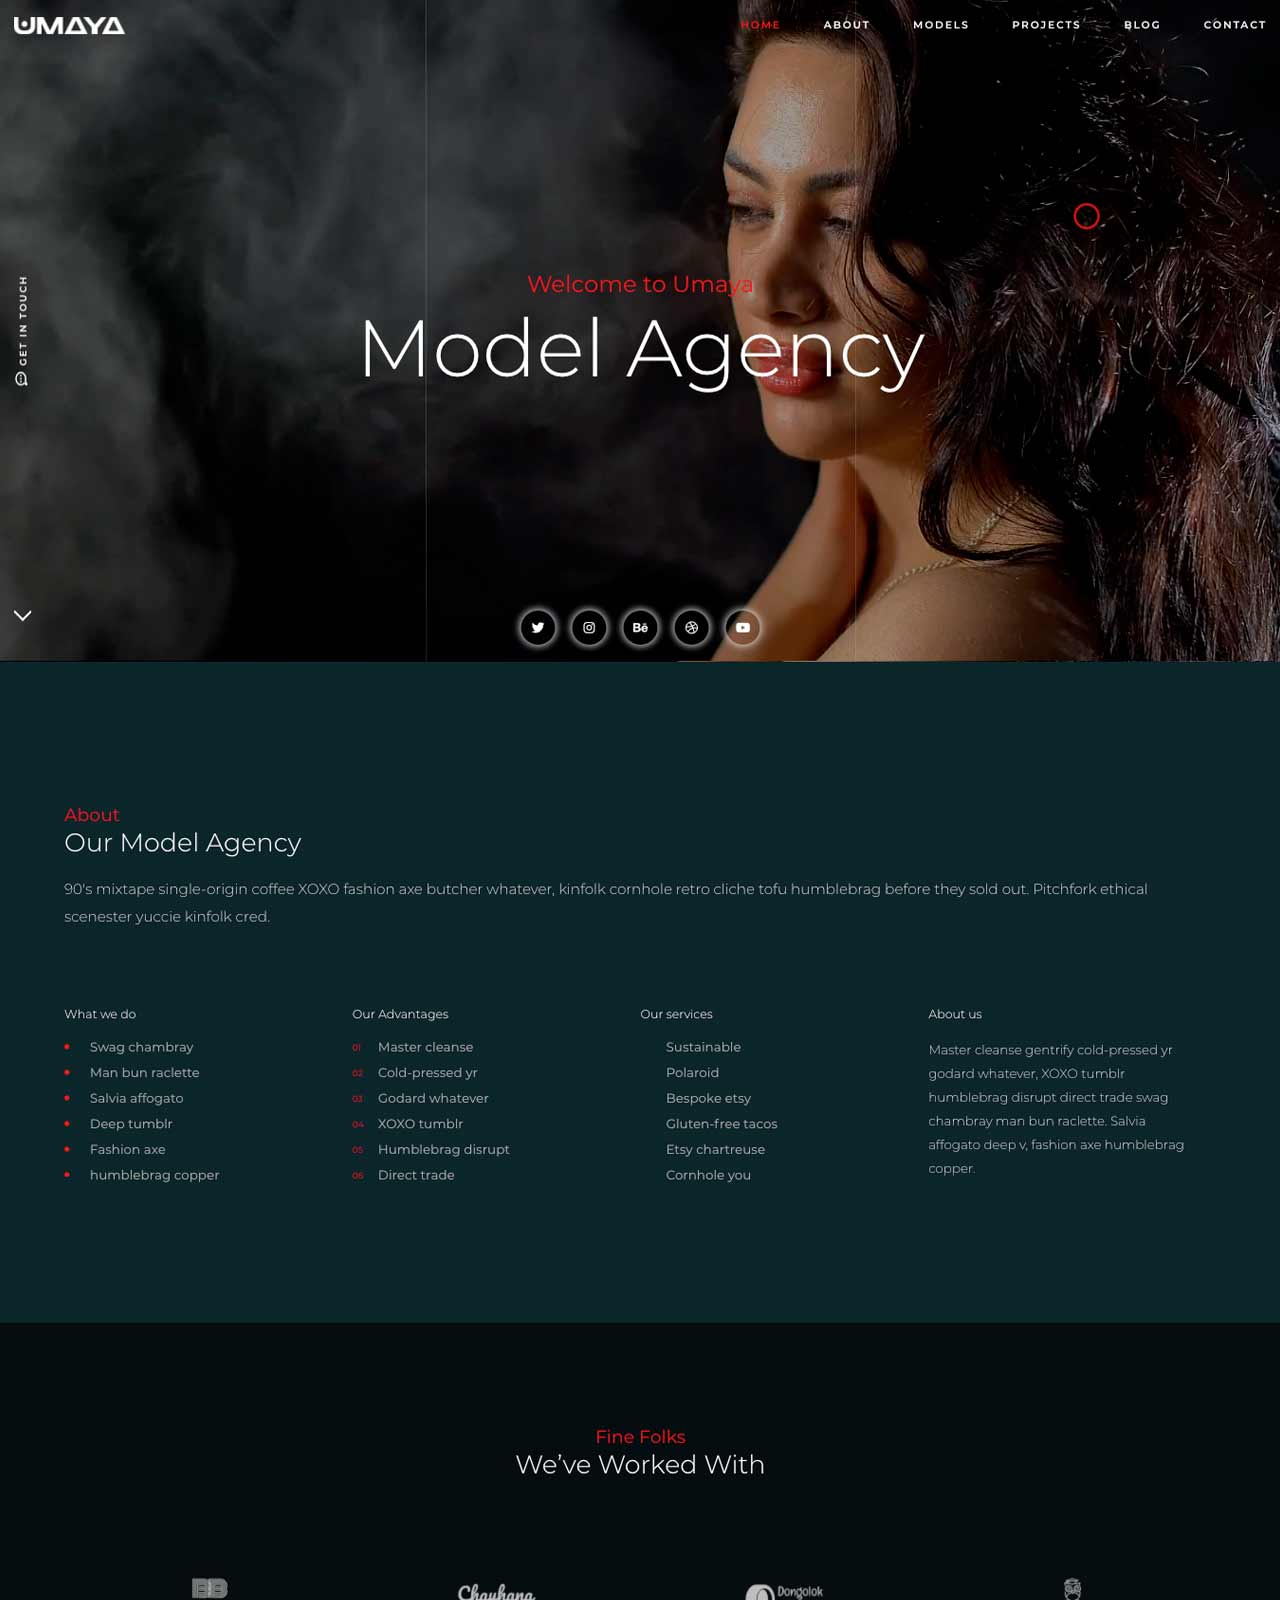 UMAYA
HOME ABOUT MODELS PROJECTS BLOG CONTACT
GET IN TOUCH
Welcome to Umaya
Model Agency
Bē
About
Our Model Agency
90's mixtape single-origin coffee XOXO fashion axe butcher whatever, kinfolk cornhole retro cliche tofu humblebrag before they sold out. Pitchfork ethical
scenester yuccie kinfolk cred.
What we do
Swag chambray
Man bun raclette
Salvia affogato
Deep tumblr
Fashion axe
humblebrag copper
Our Advantages
01 Master cleanse
02 Cold-pressed yr
03 Godard whatever
04 XOXO tumblr
05 Humblebrag disrupt
06 Direct trade
Our services
Sustainable
Polaroid
Bespoke etsy
Gluten-free tacos
Etsy chartreuse
Cornhole you
About us
Master cleanse gentrify cold-pressed yr
godard whatever, XOXO tumblr
humblebrag disrupt direct trade swag
chambray man bun raclette. Salvia
affogato deep v, fashion axe humblebrag
copper.
Fine Folks
We’ve Worked With
BB
Chayhana
Dongolok